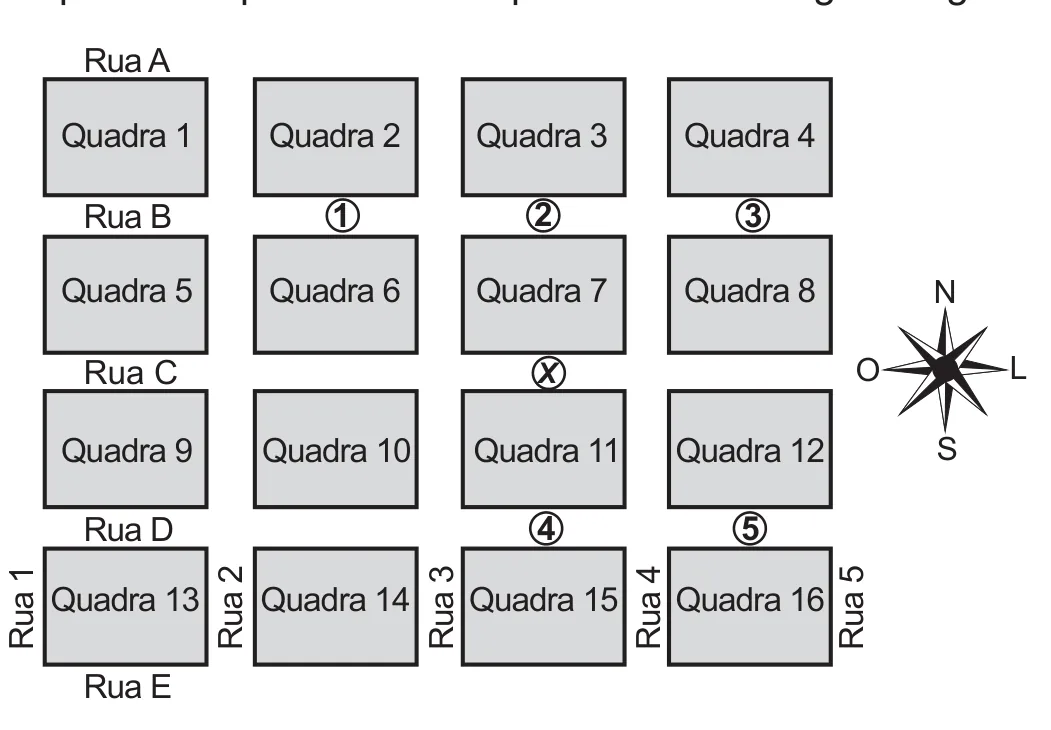 Rua A
Quadra 1 Quadra 2 Quadra 3 Quadra 4
Rua B 1 2 3
Quadra 5 Quadra 6 Quadra 7 Quadra 8
N
Rua C X O L
Quadra 9 Quadra 10 Quadra 11 Quadra 12
S
Rua D 4 5
Rua 1 Quadra 13 Rua 2 Quadra 14 Rua 3 Quadra 15 Rua 4 Quadra 16 Rua 5
Rua E